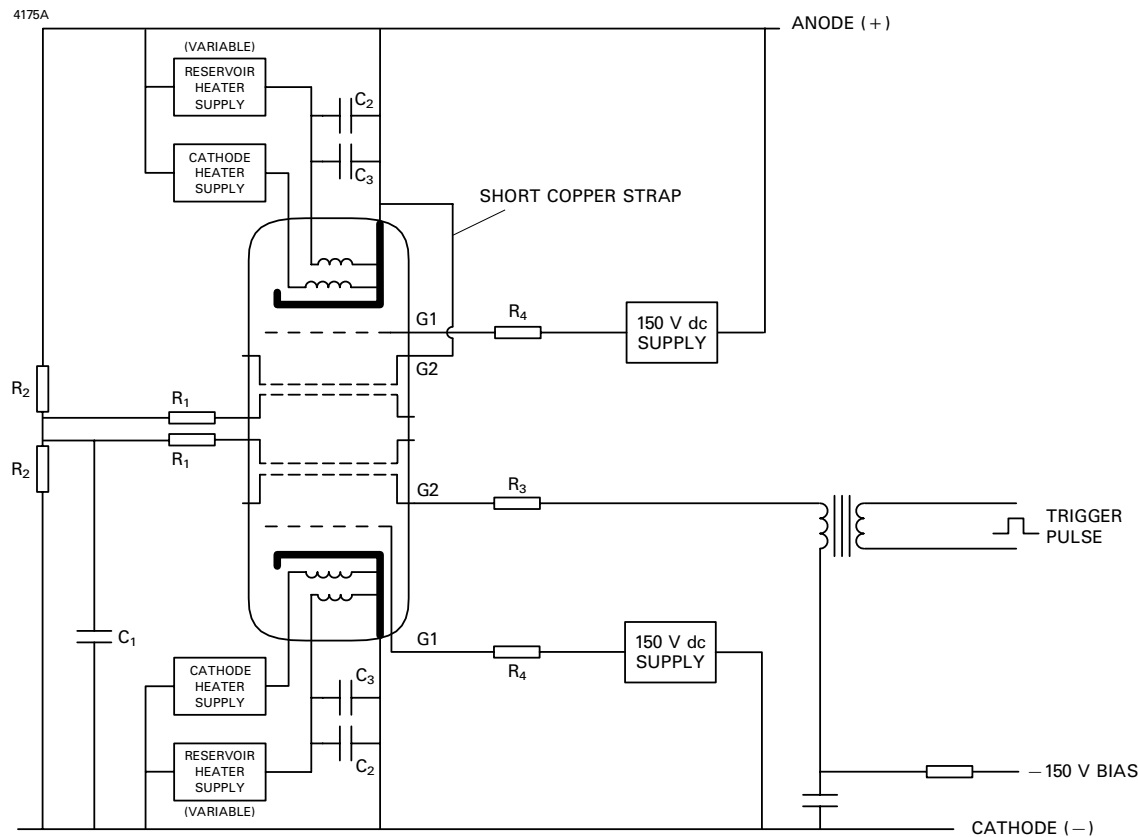 4175A
ANODE (+)
(VARIABLE)
RESERVOIR
HEATER
SUPPLY
C2
CATHODE
HEATER
SUPPLY
C3
SHORT COPPER STRAP
G1
R4
150 V dc
SUPPLY
G2
R2
R1
R1
R2
G2
R3
TRIGGER
PULSE
C1
G1
R4
150 V dc
SUPPLY
CATHODE
HEATER
SUPPLY
C3
RESERVOIR
HEATER
SUPPLY
C2
(VARIABLE)
−150 V BIAS
CATHODE (−)